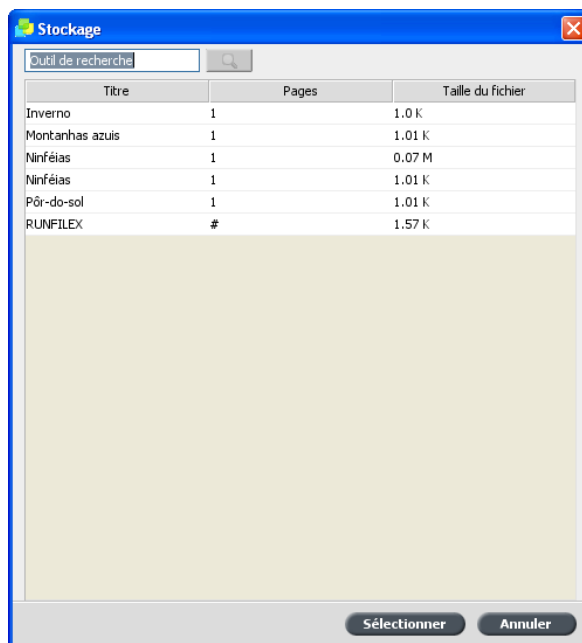 Stockage
Outil de recherche
Titre Pages Taille du fichier
Inverno 1 1.0 K
Montanhas azuis 1 1.01 K
Ninféias 1 0.07 M
Ninféias 1 1.01 K
Pôr-do-sol 1 1.01 K
RUNFILEX # 1.57 K
Sélectionner Annuler